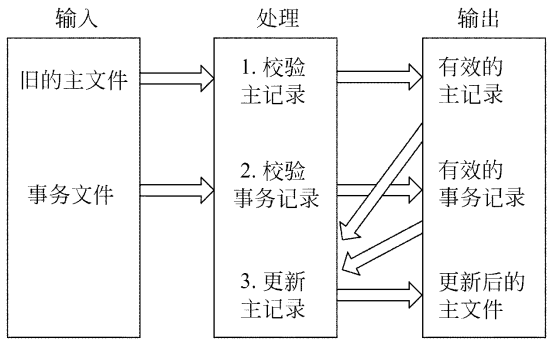 输入
处理
输出
旧的主文件
1. 校验
主记录
有效的
主记录
事务文件
2. 校验
事务记录
有效的
事务记录
3. 更新
主记录
更新后的
主文件